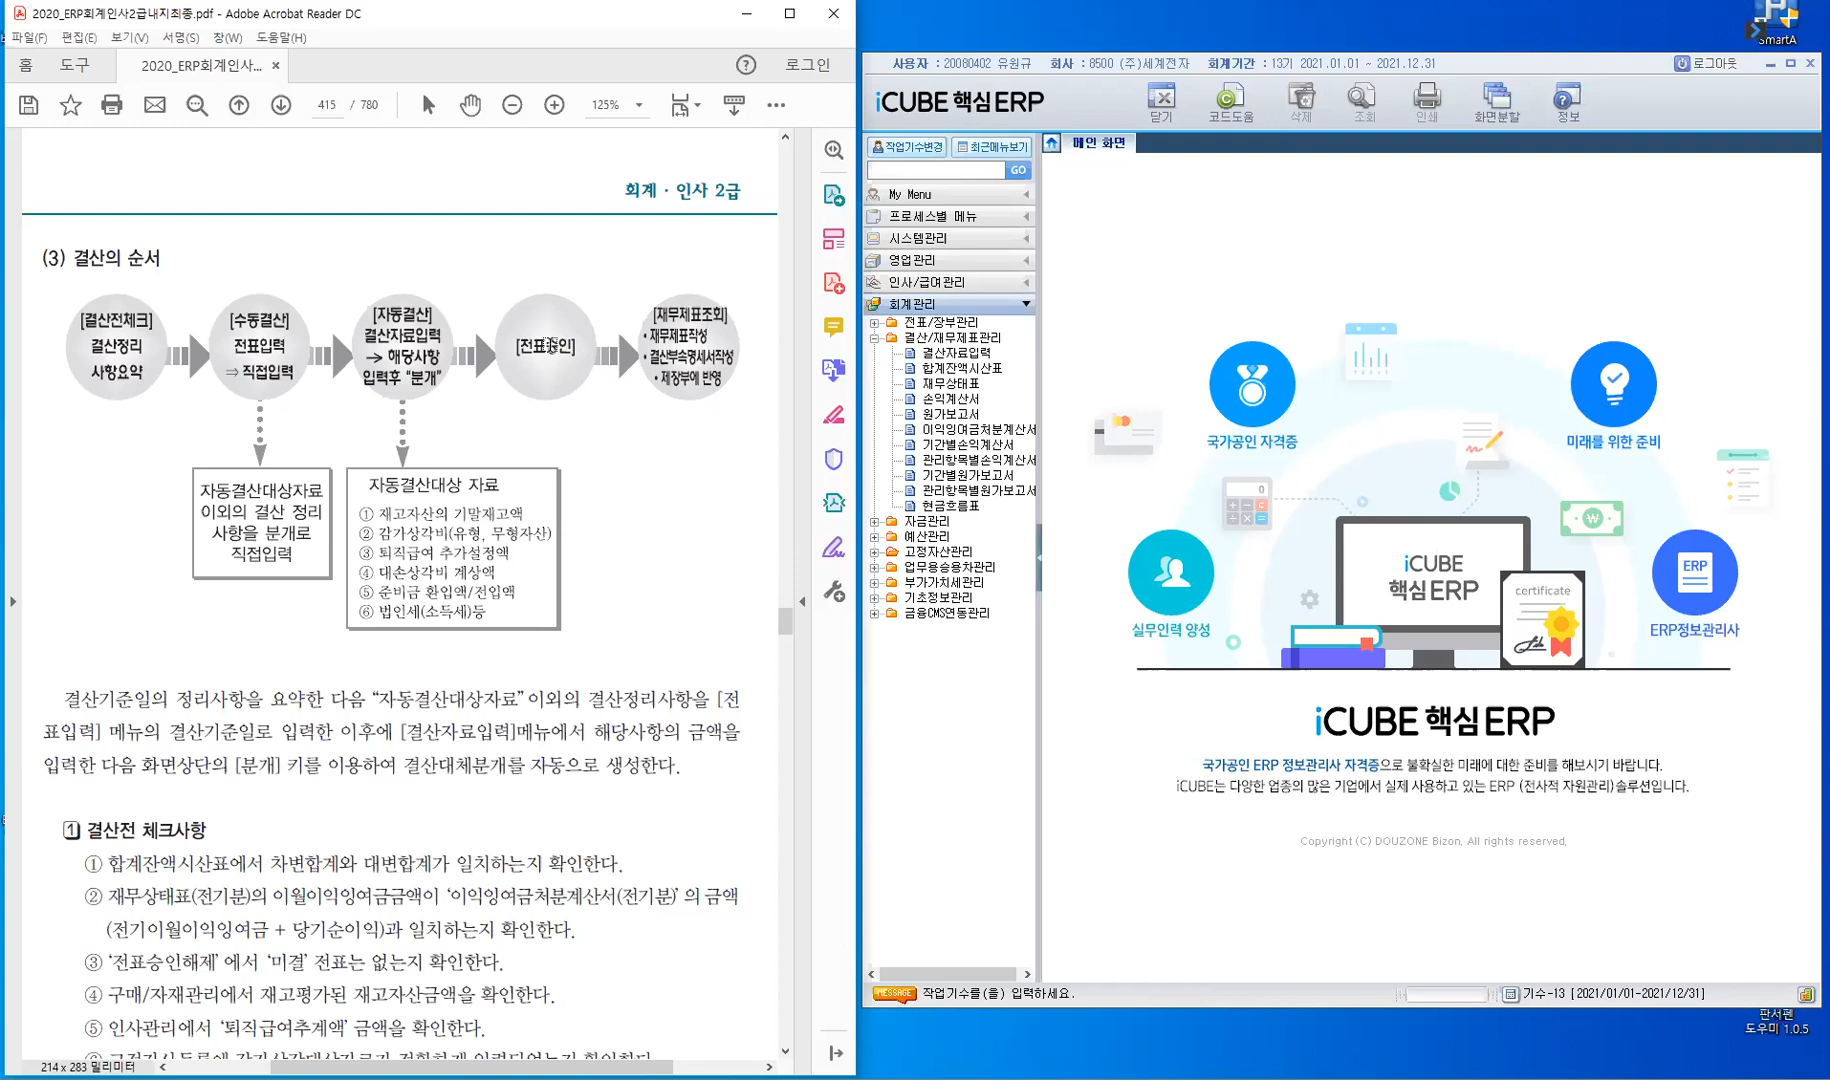 2020_ERP회계인사2급내지최종.pdf - Adobe Acrobat Reader DC
파일(F) 편집(E) 보기(V) 서명(S) 창(W) 도움말(H)
홈 도구 2020_ERP회계인사... × 로그인
415 / 780 125%
회계 · 인사 2급
(3) 결산의 순서
[결산전체크]
결산정리
사항요약
[수동결산]
전표입력
⇒ 직접입력
[자동결산]
결산자료입력
→ 해당사항
입력후 "분개"
[재무제표조회]
• 재무제표작성
• 결산부속명세서작성
• 제장부에 반영
자동결산대상자료
이외의 결산 정리
사항을 분개로
직접입력
자동결산대상 자료
① 재고자산의 기말재고액
② 감가상각비(유형, 무형자산)
③ 퇴직급여 추가설정액
④ 대손상각비 계상액
⑤ 준비금 환입액/전입액
⑥ 법인세(소득세)등
결산기준일의 정리사항을 요약한 다음 “자동결산대상자료” 이외의 결산정리사항을 [전
표입력] 메뉴의 결산기준일로 입력한 이후에 [결산자료입력]메뉴에서 해당사항의 금액을
입력한 다음 화면상단의 [분개] 키를 이용하여 결산대체분개를 자동으로 생성한다.
1 결산전 체크사항
① 합계잔액시산표에서 차변합계와 대변합계가 일치하는지 확인한다.
② 재무상태표(전기분)의 이월이익잉여금금액이 ‘이익잉여금처분계산서(전기분)’ 의 금액
(전기이월이익잉여금 + 당기순이익)과 일치하는지 확인한다.
③ ‘전표승인해제’ 에서 ‘미결’ 전표는 없는지 확인한다.
④ 구매/자재관리에서 재고평가된 재고자산금액을 확인한다.
⑤ 인사관리에서 ‘퇴직급여추계액’ 금액을 확인한다.
214 x 283 밀리미터
SmartA
사용자 : 20080402 유원규 회사 : 8500 (주)세계전자 회계기간 : 13기 2021.01.01 ~ 2021.12.31 로그아웃
iCUBE 핵심ERP
닫기 코드도움 삭제 조회 인쇄 화면분할 정보
작업기수변경 최근메뉴보기
메인 화면
GO
My Menu
프로세스별 메뉴
시스템관리
영업관리
인사/급여관리
회계관리
전표/장부관리
결산/재무제표관리
결산자료입력
합계잔액시산표
재무상태표
손익계산서
원가보고서
이익잉여금처분계산서
기간별손익계산서
관리항목별손익계산서
기간별원가보고서
관리항목별원가보고서
현금흐름표
자금관리
예산관리
고정자산관리
업무용승용차관리
부가가치세관리
기초정보관리
금융CMS연동관리
국가공인 자격증
미래를 위한 준비
실무인력 양성
ERP
ERP정보관리사
iCUBE
핵심ERP
certificate
iCUBE 핵심ERP
국가공인 ERP 정보관리사 자격증으로 불확실한 미래에 대한 준비를 해보시기 바랍니다.
iCUBE는 다양한 업종의 많은 기업에서 실제 사용하고 있는 ERP (전사적 자원관리)솔루션입니다.
Copyright (C) DOUZONE Bizon, All rights reserved,
MESSAGE 작업기수를(을) 입력하세요.
기수-13 [2021/01/01-2021/12/31]
판서펜
도우미 1.0.5